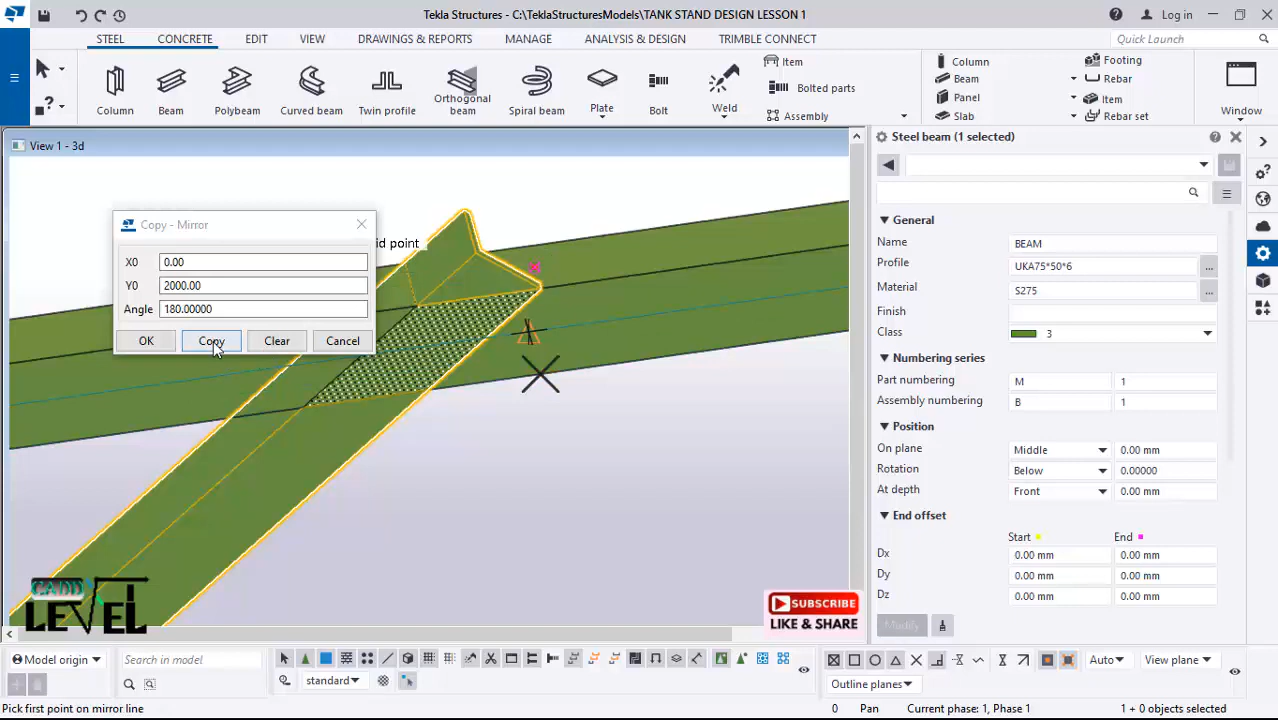 Tekla Structures - C:\TeklaStructuresModels\TANK STAND DESIGN LESSON 1
Log in
STEEL CONCRETE EDIT VIEW DRAWINGS & REPORTS MANAGE ANALYSIS & DESIGN TRIMBLE CONNECT
Quick Launch
Column Beam Polybeam Curved beam Twin profile Orthogonal beam Spiral beam Plate Bolt Weld
Item
Bolted parts
Assembly
Column
Beam
Panel
Slab
Footing
Rebar
Item
Rebar set
Window
View 1 - 3d
Copy - Mirror
X0 0.00
Y0 2000.00
Angle 180.00000
OK Copy Clear Cancel
id point
Steel beam (1 selected)
General
Name BEAM
Profile UKA75*50*6 ...
Material S275 ...
Finish
Class 3
Numbering series
Part numbering M 1
Assembly numbering B 1
Position
On plane Middle 0.00 mm
Rotation Below 0.00000
At depth Front 0.00 mm
End offset
Start End
Dx 0.00 mm 0.00 mm
Dy 0.00 mm 0.00 mm
Dz 0.00 mm 0.00 mm
Modify
CADD
LEVEL
SUBSCRIBE
LIKE & SHARE
Model origin
Search in model
standard
Auto
View plane
Outline planes
Pick first point on mirror line
0 Pan Current phase: 1, Phase 1 1 + 0 objects selected